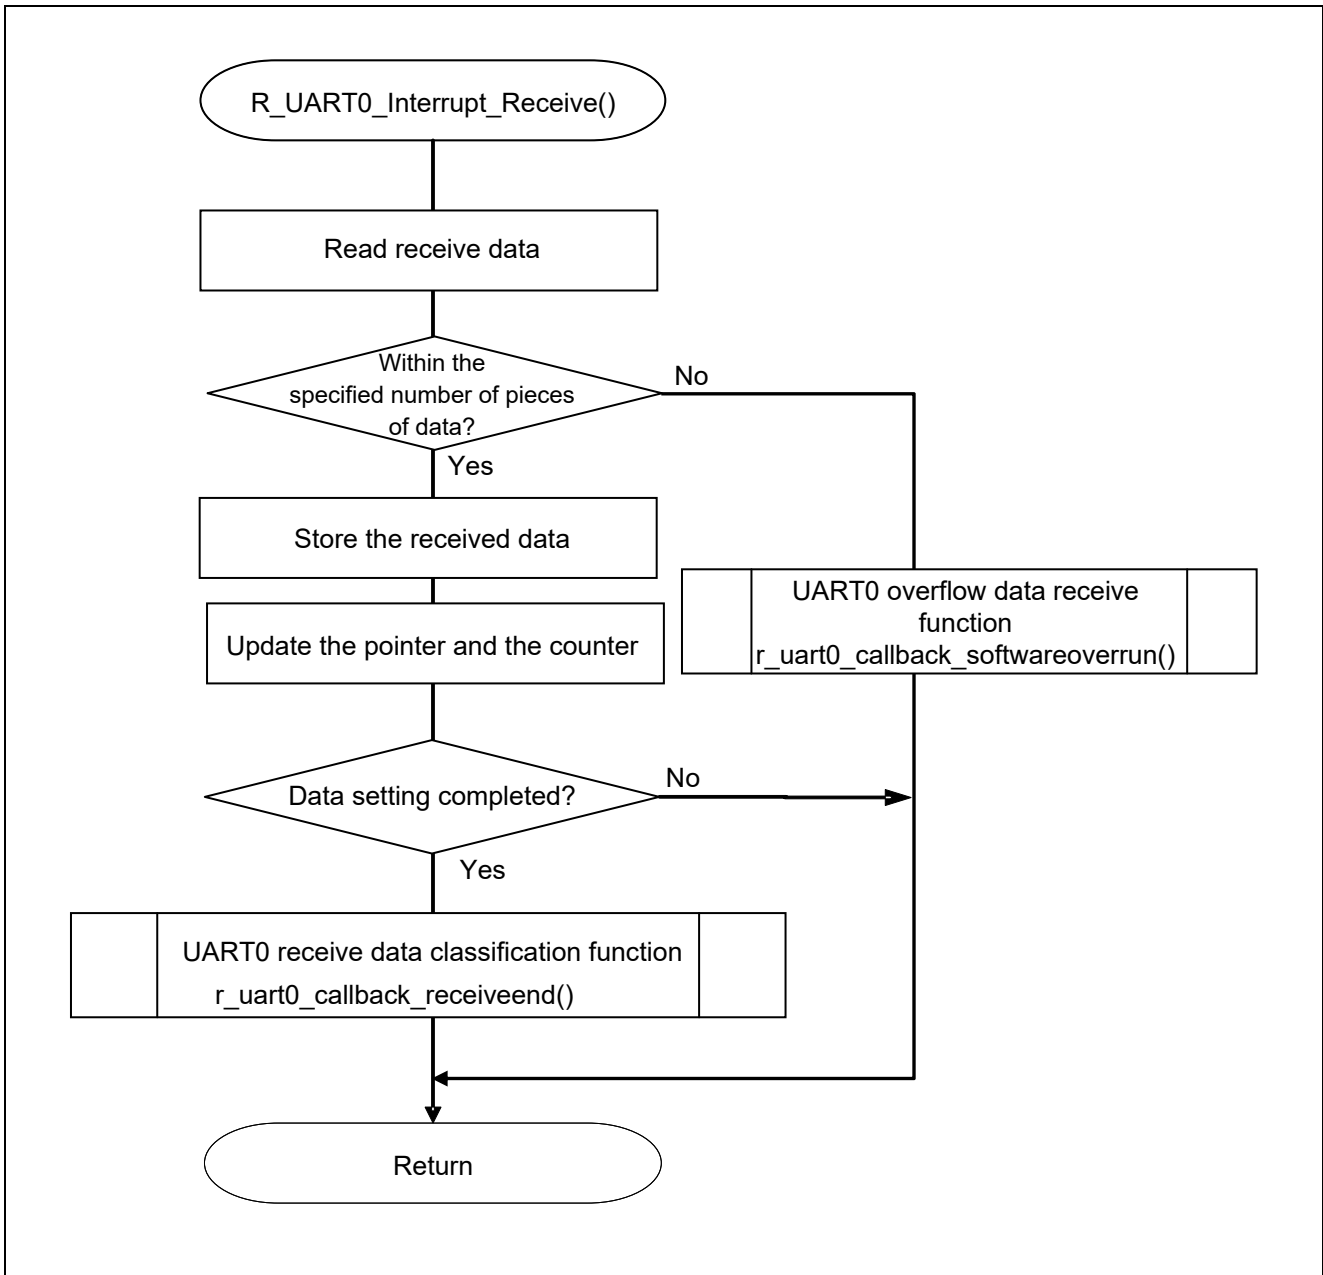 R_UART0_Interrupt_Receive()
Read receive data
Within the
specified number of pieces
of data?
No
Yes
Store the received data
UART0 overflow data receive
function
r_uart0_callback_softwareoverrun()
Update the pointer and the counter
Data setting completed?
No
Yes
UART0 receive data classification function
r_uart0_callback_receiveend()
Return